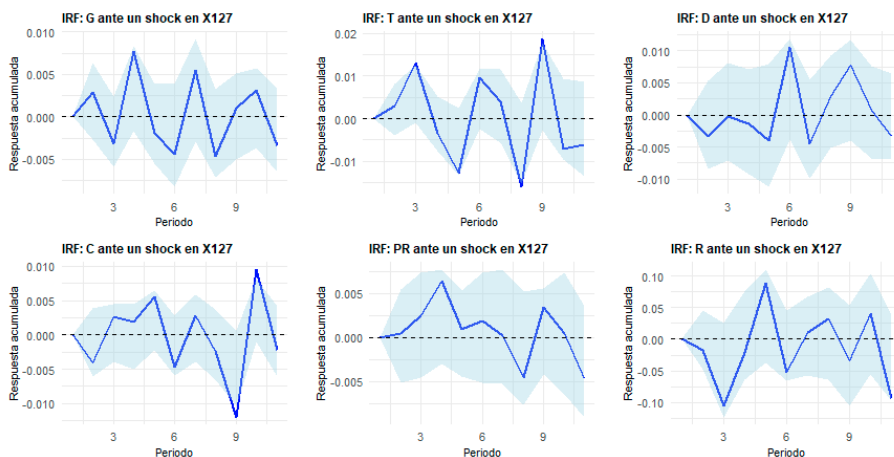 IRF: G ante un shock en X127
0.010
0.005
0.000
-0.005
Respuesta acumulada
3 6 9
Periodo
IRF: T ante un shock en X127
0.02
0.01
0.00
-0.01
Respuesta acumulada
3 6 9
Periodo
IRF: D ante un shock en X127
0.010
0.005
0.000
-0.005
-0.010
Respuesta acumulada
3 6 9
Periodo
IRF: C ante un shock en X127
0.010
0.005
0.000
-0.005
-0.010
Respuesta acumulada
3 6 9
Periodo
IRF: PR ante un shock en X127
0.005
0.000
-0.005
Respuesta acumulada
3 6 9
Periodo
IRF: R ante un shock en X127
0.10
0.05
0.00
-0.05
-0.10
Respuesta acumulada
3 6 9
Periodo